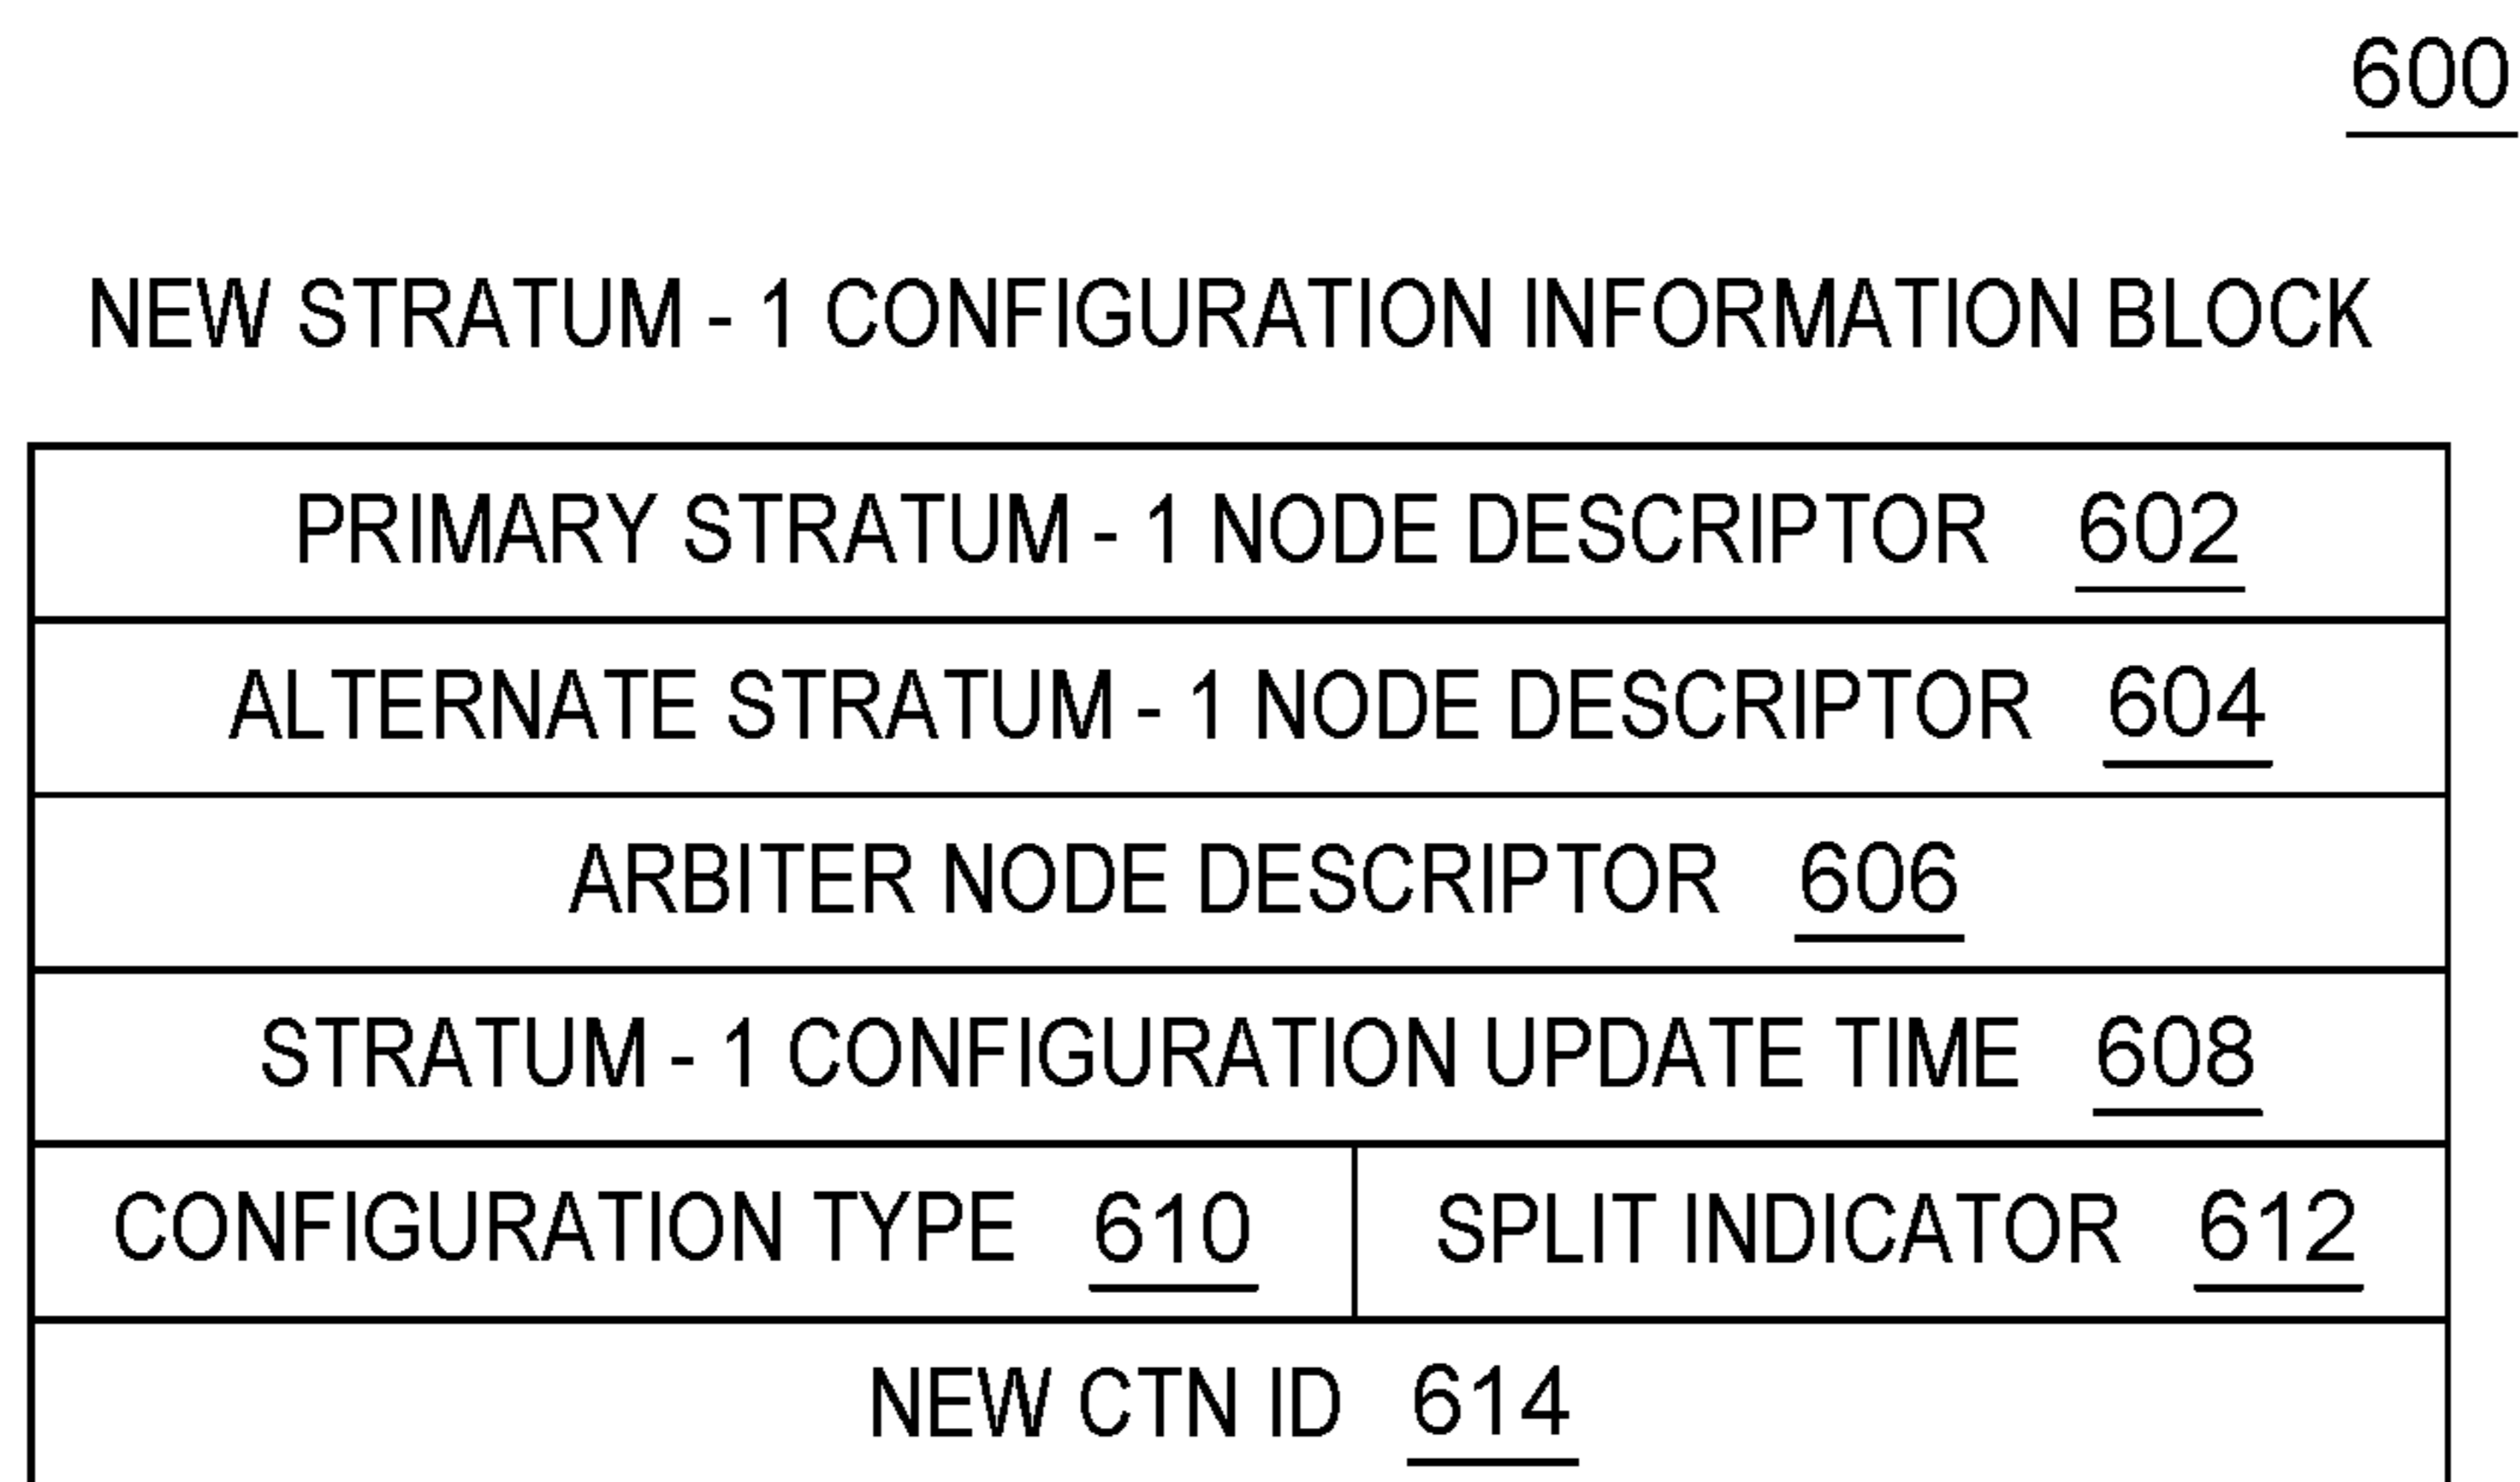 600
NEW STRATUM - 1 CONFIGURATION INFORMATION BLOCK
PRIMARY STRATUM - 1 NODE DESCRIPTOR 602
ALTERNATE STRATUM - 1 NODE DESCRIPTOR 604
ARBITER NODE DESCRIPTOR 606
STRATUM - 1 CONFIGURATION UPDATE TIME 608
CONFIGURATION TYPE 610 SPLIT INDICATOR 612
NEW CTN ID 614